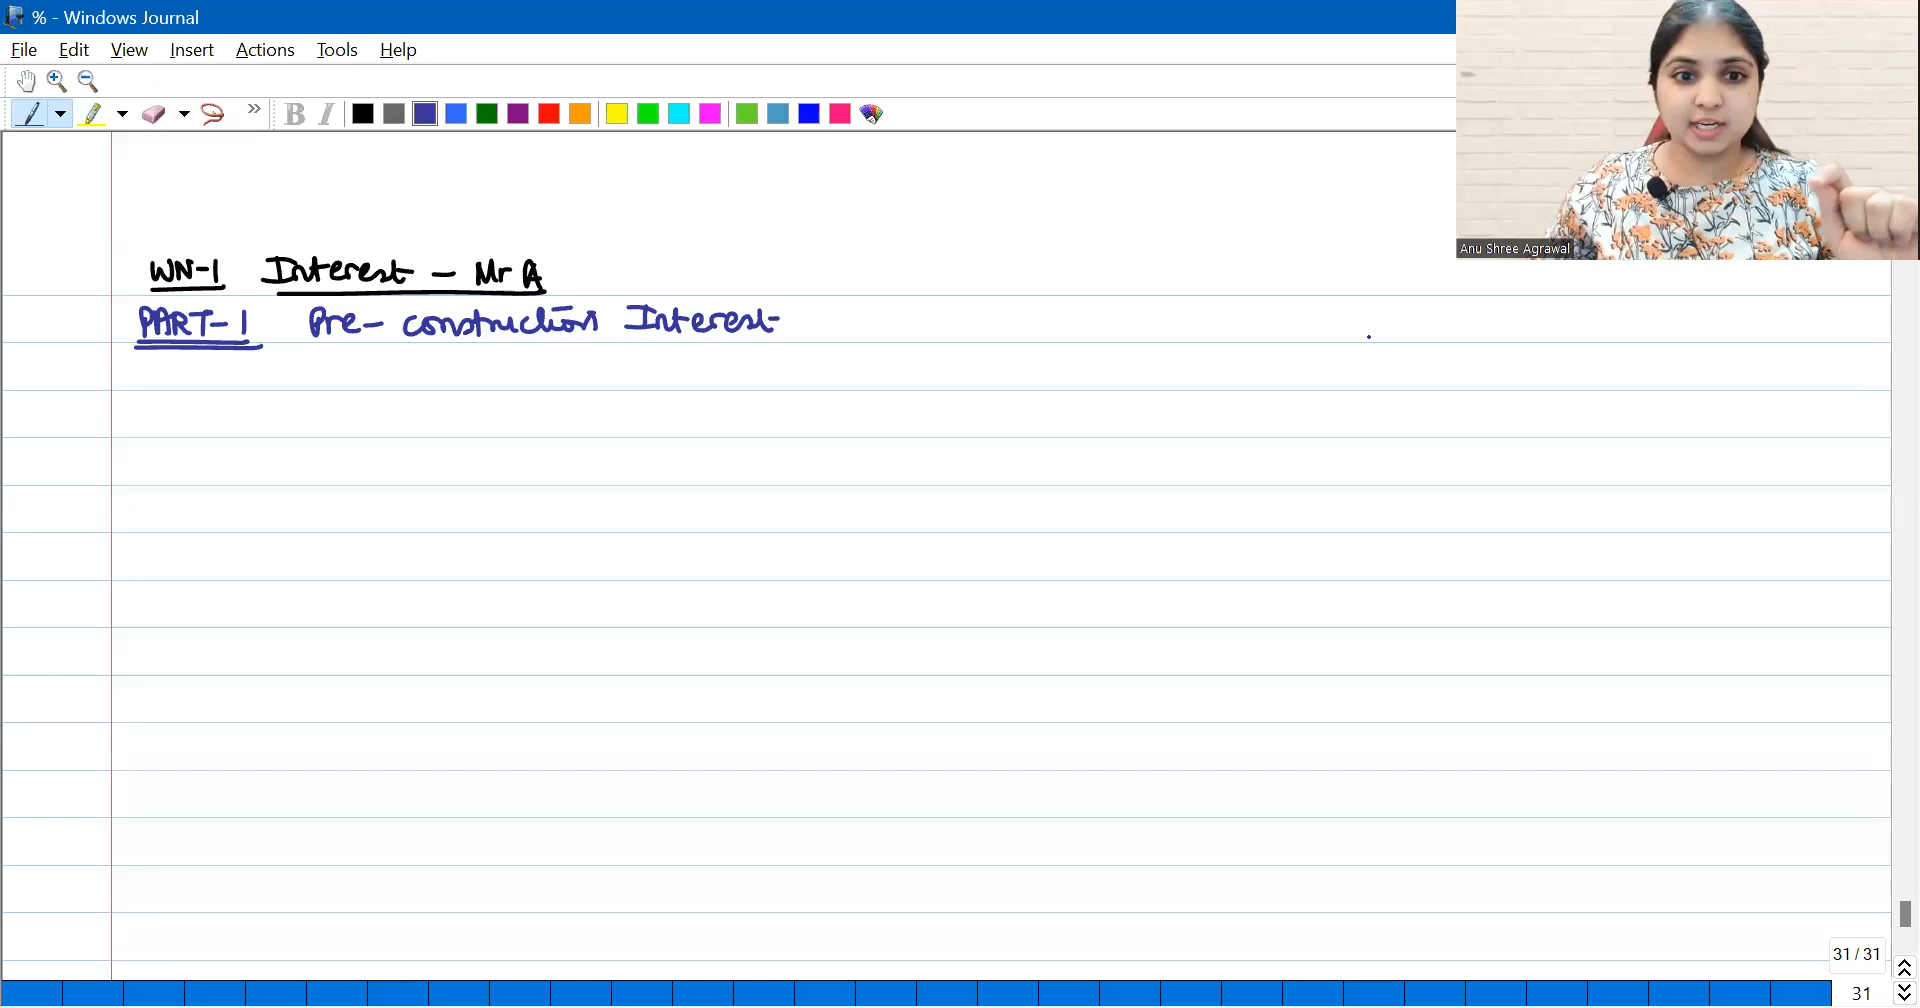 % - Windows Journal
File Edit View Insert Actions Tools Help
B I
Anu Shree Agrawal
WN-1 Interest - Mr A
PART-1 Pre-construction Interest
31 / 31
31